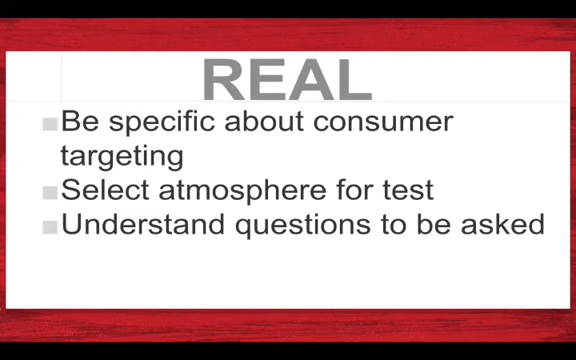 REAL
Be specific about consumer
targeting
Select atmosphere for test
Understand questions to be asked